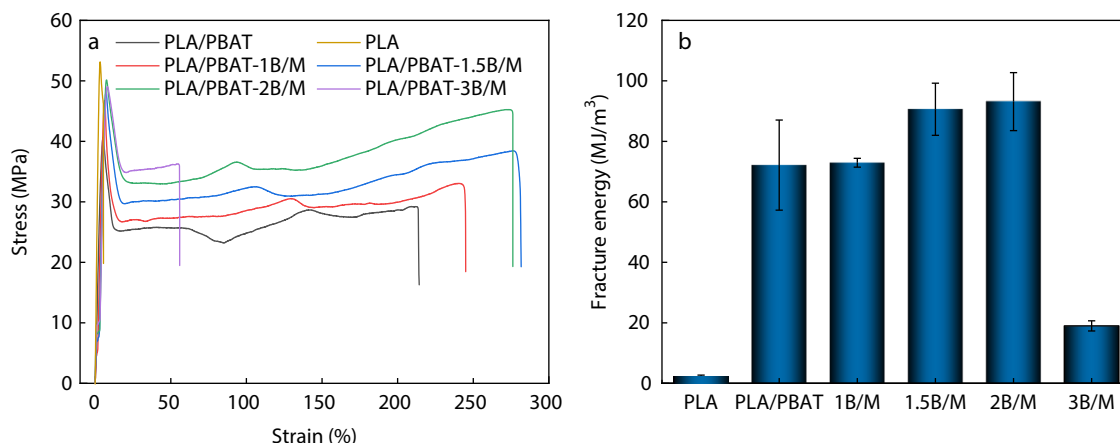 a
PLA/PBAT
PLA
PLA/PBAT-1B/M
PLA/PBAT-1.5B/M
PLA/PBAT-2B/M
PLA/PBAT-3B/M
Stress (MPa)
60
50
40
30
20
10
0
0 50 100 150 200 250 300
Strain (%)
b
Fracture energy (MJ/m³)
120
100
80
60
40
20
0
PLA PLA/PBAT 1B/M 1.5B/M 2B/M 3B/M